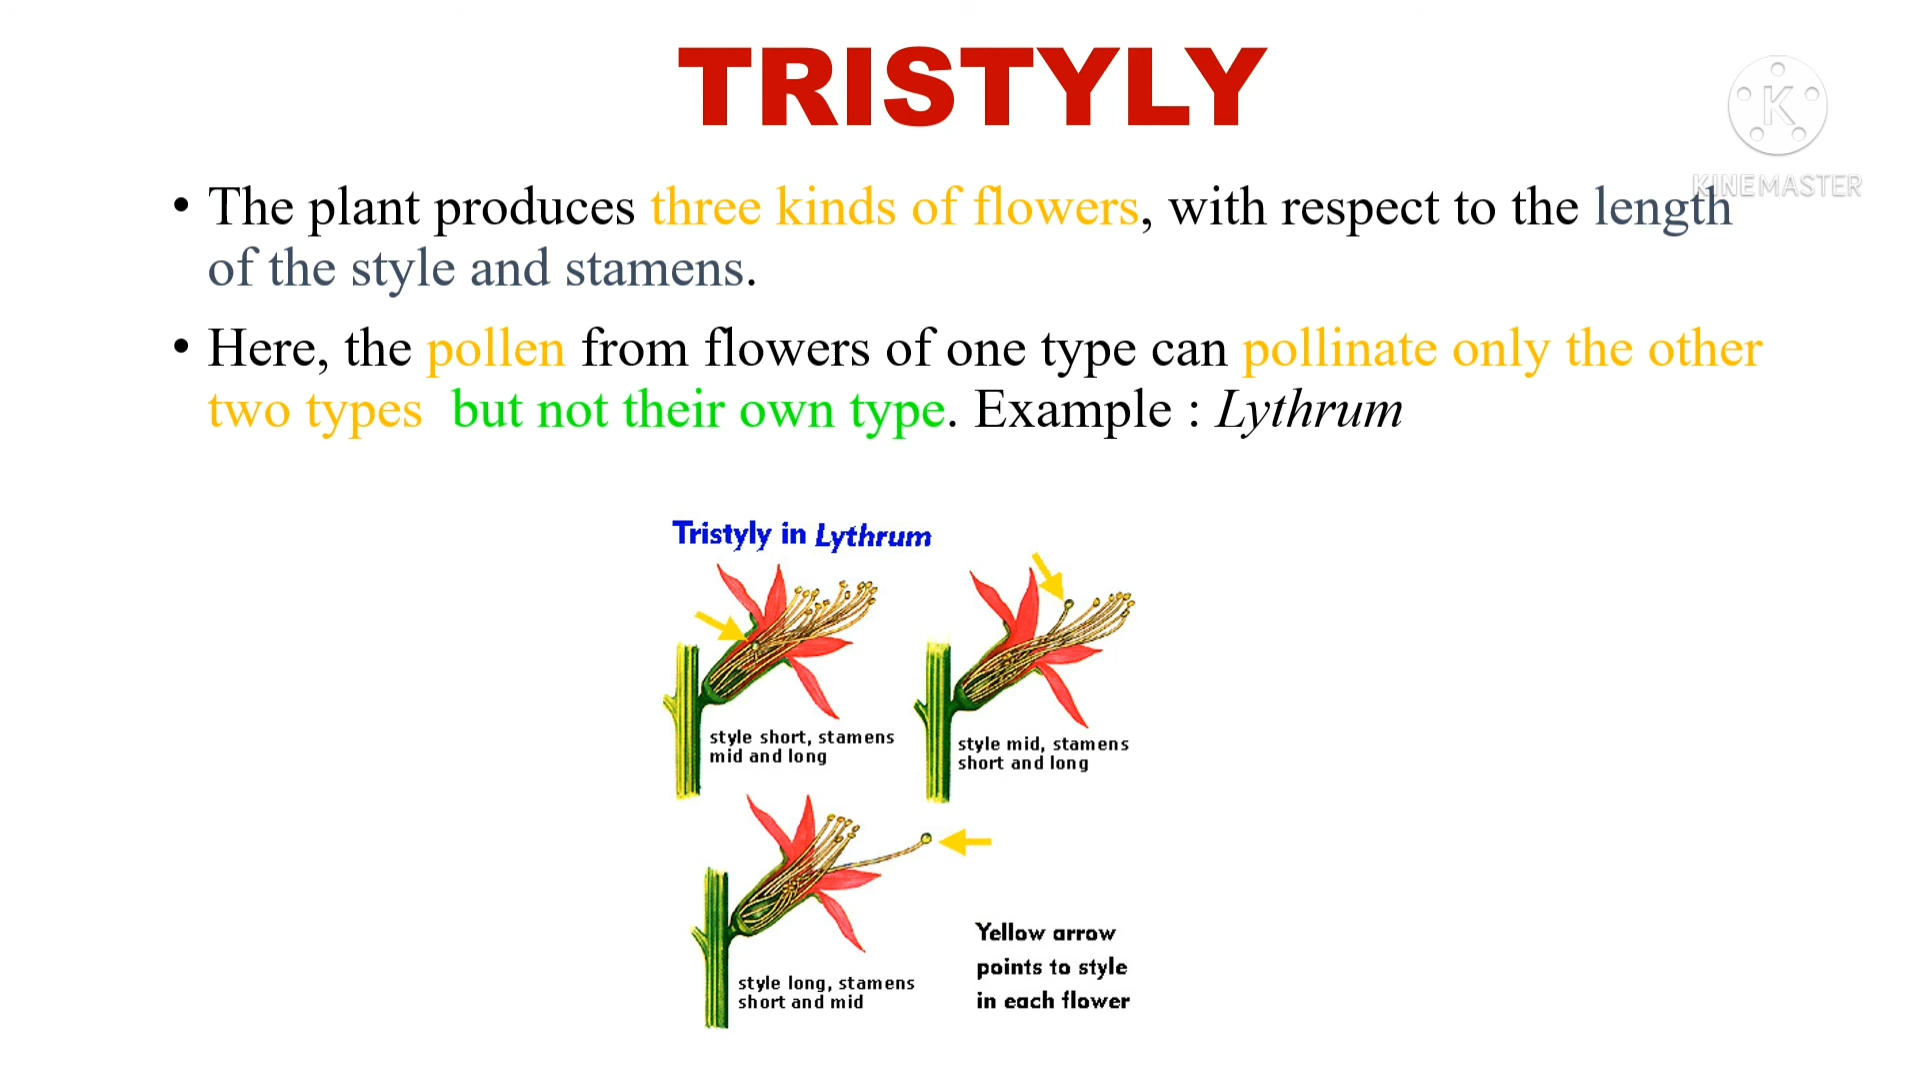 TRISTYLY
K
KINEMASTER
• The plant produces three kinds of flowers, with respect to the length
of the style and stamens.
• Here, the pollen from flowers of one type can pollinate only the other
two types but not their own type. Example : Lythrum
Tristyly in Lythrum
style short, stamens
mid and long
style mid, stamens
short and long
style long, stamens
short and mid
Yellow arrow
points to style
in each flower